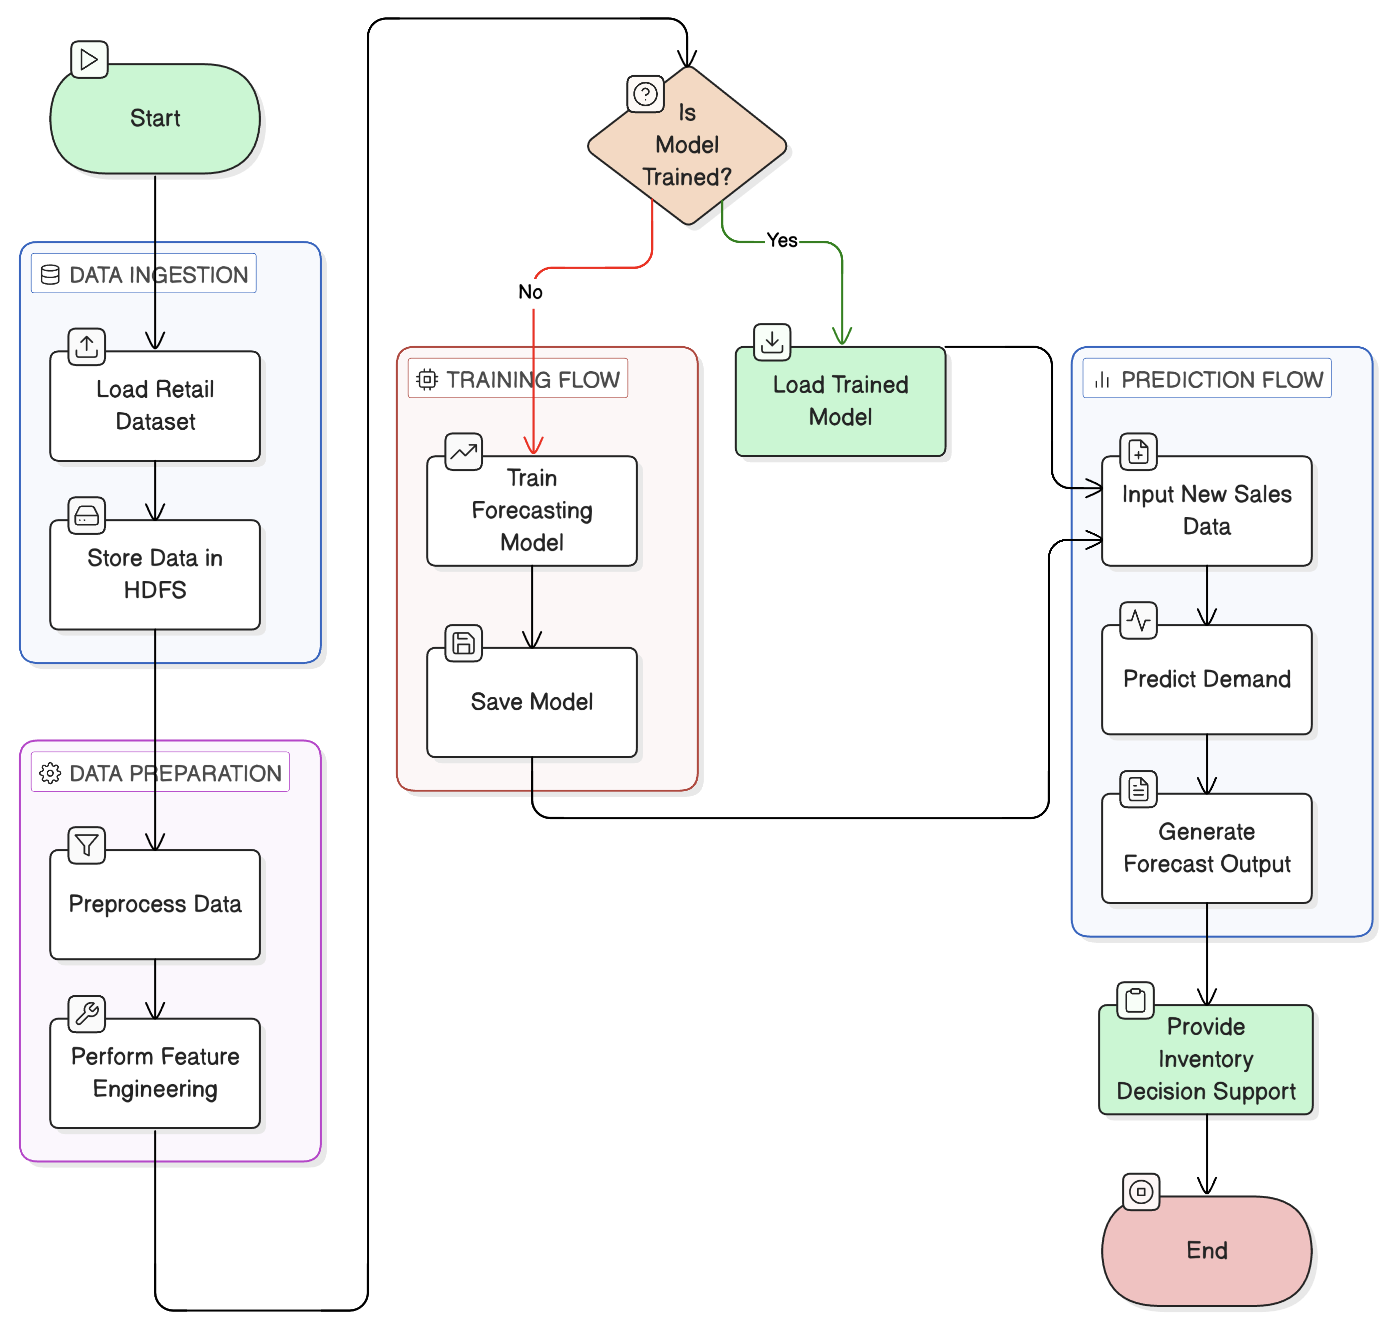 Start
DATA INGESTION
Load Retail
Dataset
Store Data in
HDFS
DATA PREPARATION
Preprocess Data
Perform Feature
Engineering
Is
Model
Trained?
No
Yes
TRAINING FLOW
Train
Forecasting
Model
Save Model
Load Trained
Model
PREDICTION FLOW
Input New Sales
Data
Predict Demand
Generate
Forecast Output
Provide
Inventory
Decision Support
End